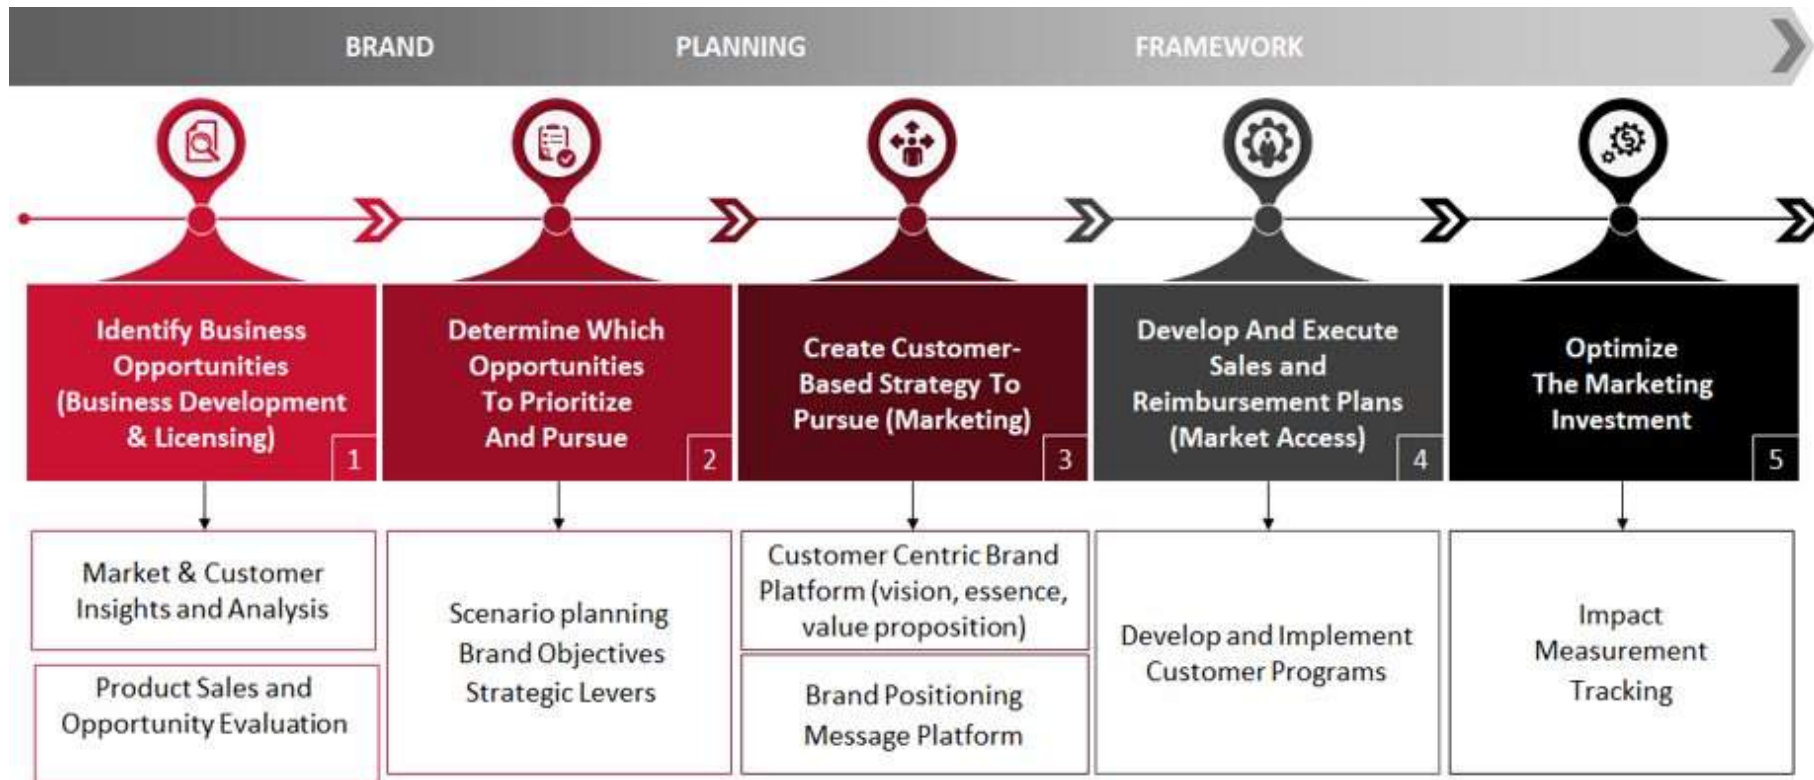 BRAND PLANNING FRAMEWORK
Identify Business
Opportunities
(Business Development
& Licensing)
1
Determine Which
Opportunities
To Prioritize
And Pursue
2
Create Customer-
Based Strategy To
Pursue (Marketing)
3
Develop And Execute
Sales and
Reimbursement Plans
(Market Access)
4
Optimize
The Marketing
Investment
5
Market & Customer
Insights and Analysis
Product Sales and
Opportunity Evaluation
Scenario planning
Brand Objectives
Strategic Levers
Customer Centric Brand
Platform (vision, essence,
value proposition)
Brand Positioning
Message Platform
Develop and Implement
Customer Programs
Impact
Measurement
Tracking